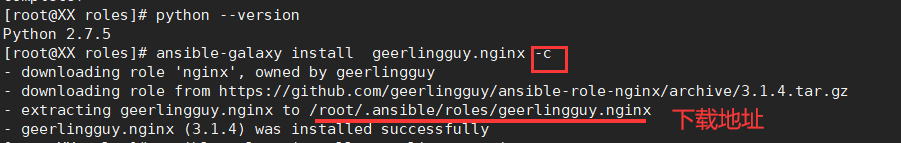 [root@XX roles]# python --version
Python 2.7.5
[root@XX roles]# ansible-galaxy install  geerlingguy.nginx -c
- downloading role 'nginx', owned by geerlingguy
- downloading role from https://github.com/geerlingguy/ansible-role-nginx/archive/3.1.4.tar.gz
- extracting geerlingguy.nginx to /root/.ansible/roles/geerlingguy.nginx
下载地址
- geerlingguy.nginx (3.1.4) was installed successfully